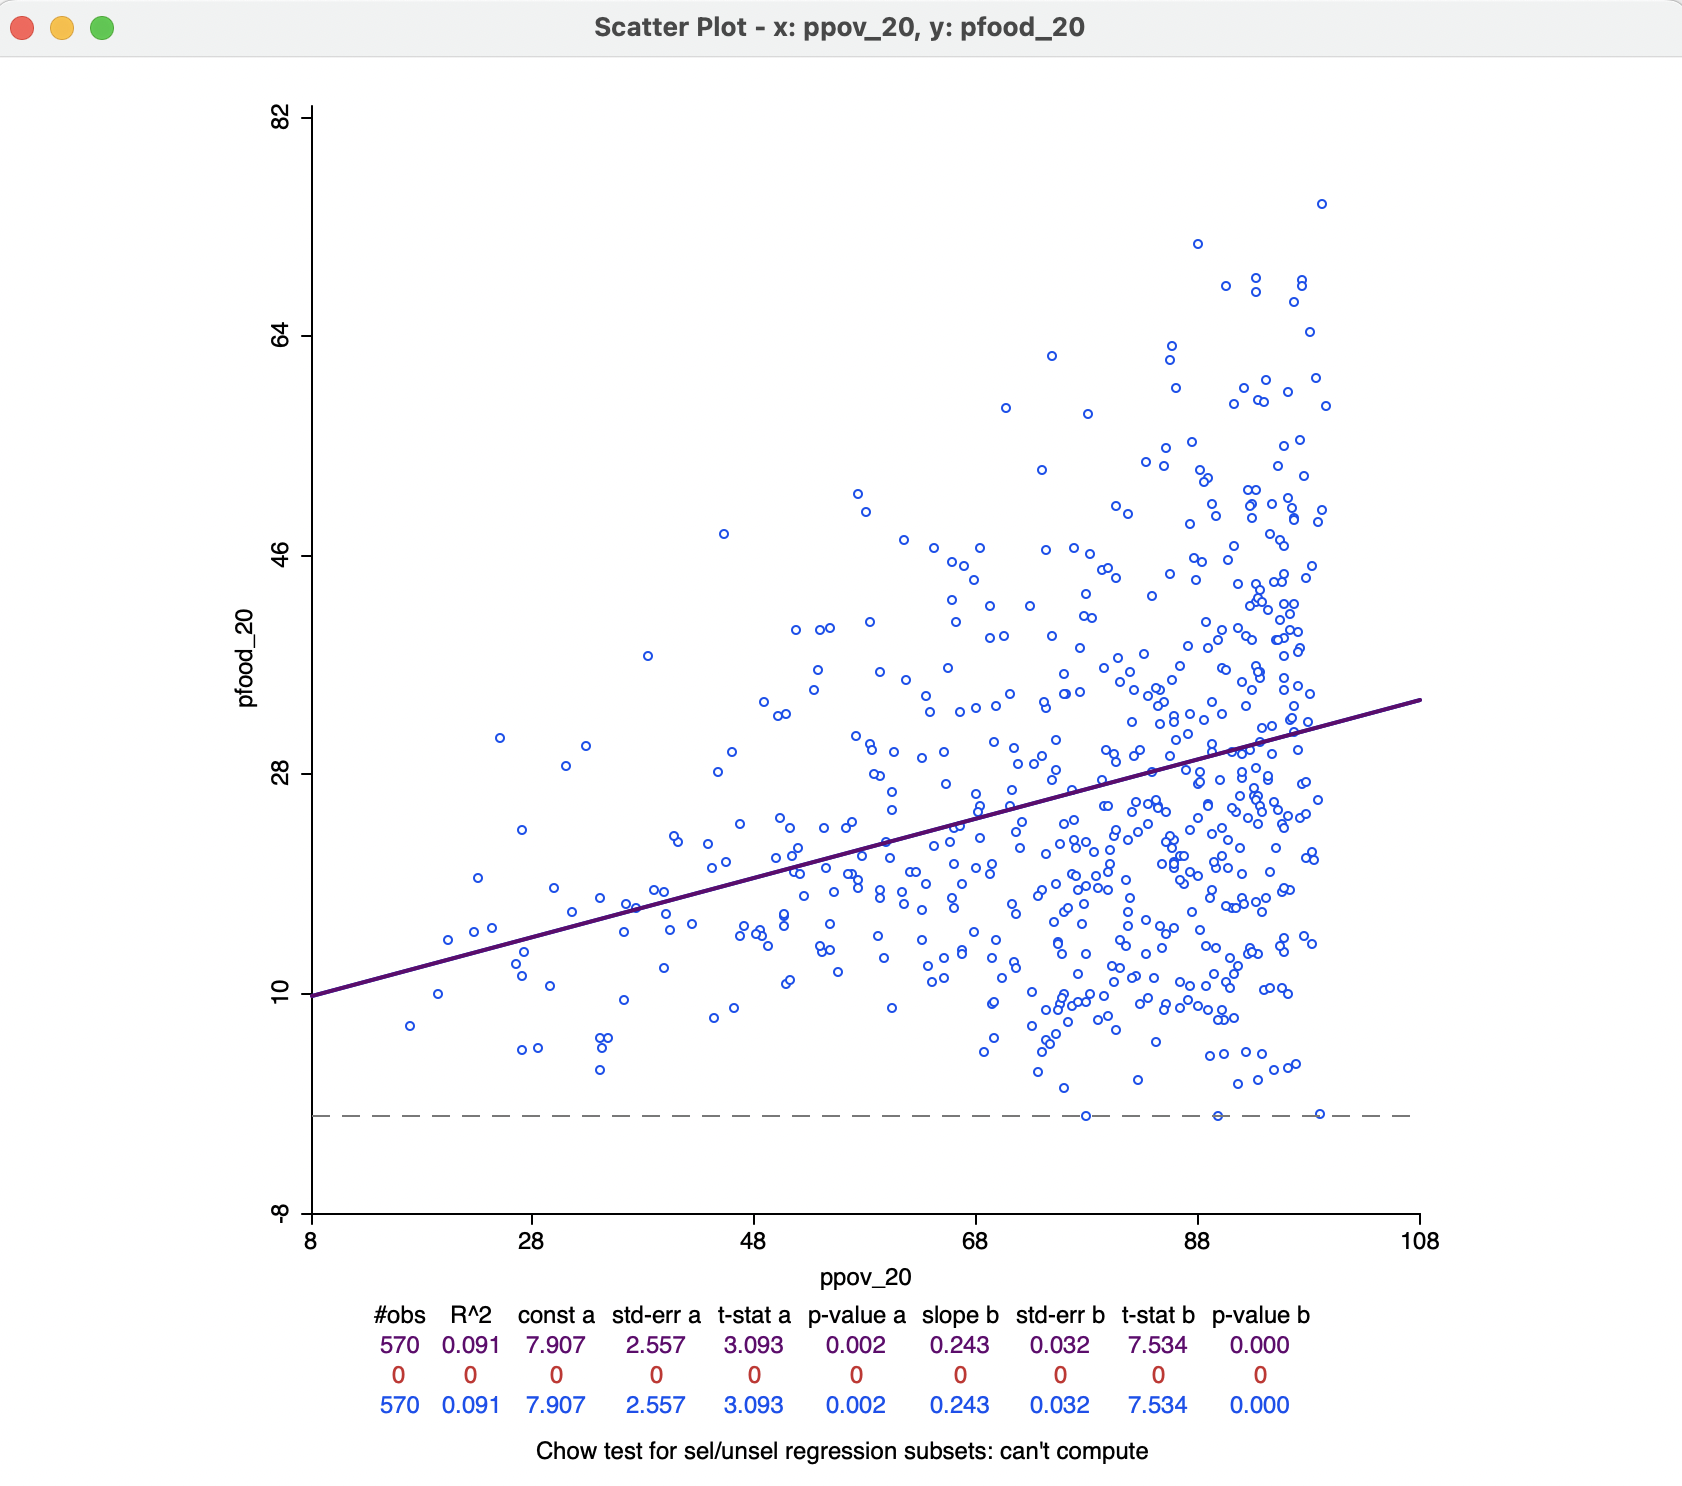 Scatter Plot - x: ppov_20, y: pfood_20
82
64
46
28
10
-8
pfood_20
8 28 48 68 88 108
ppov_20
#obs R^2 const a std-err a t-stat a p-value a slope b std-err b t-stat b p-value b
570 0.091 7.907 2.557 3.093 0.002 0.243 0.032 7.534 0.000
0 0 0 0 0 0 0 0 0 0
570 0.091 7.907 2.557 3.093 0.002 0.243 0.032 7.534 0.000
Chow test for sel/unsel regression subsets: can't compute